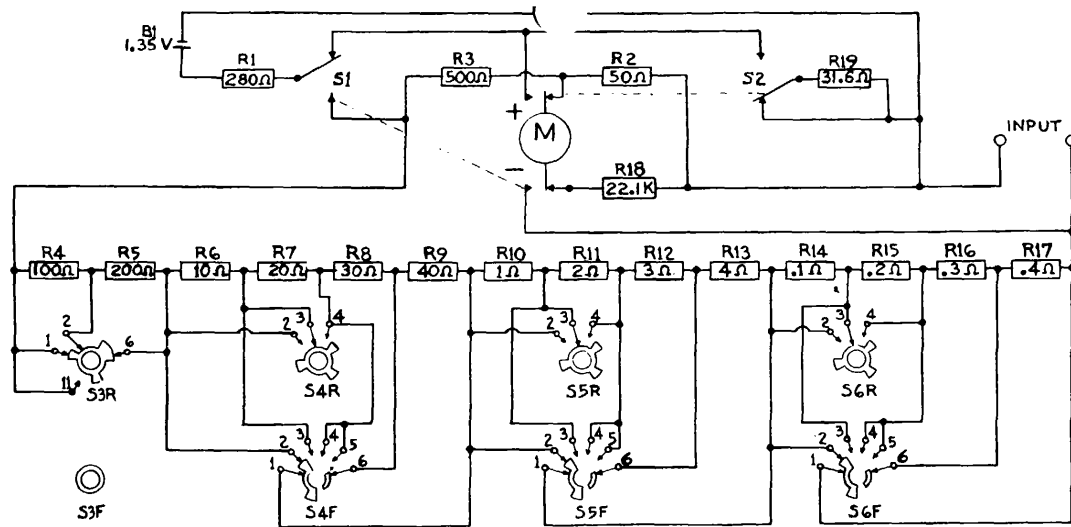 B1
1.35 V
R1
280Ω
S1
R3
500Ω
R2
50Ω
S2
R19
31.6Ω
+
M
−
INPUT
R18
22.1K
R4 R5 R6 R7 R8 R9 R10 R11 R12 R13 R14 R15 R16 R17
100Ω 200Ω 10Ω 20Ω 30Ω 40Ω 1Ω 2Ω 3Ω 4Ω .1Ω .2Ω .3Ω .4Ω
2
1 6
11
S3R
2 3 4
S4R
2 3 4
S5R
2 3 4
S6R
1 2 3 4 5 6
S4F
1 2 3 4 5 6
S5F
1 2 3 4 5 6
S6F
S3F